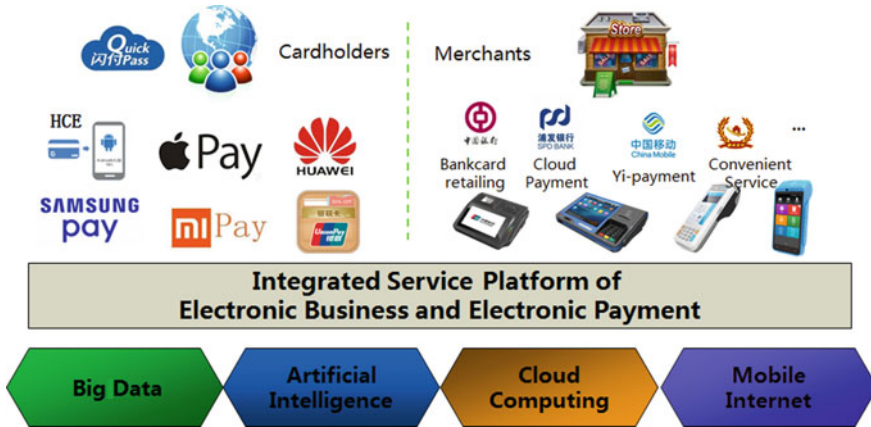 Quick
闪付Pass
Cardholders
Merchants
Store
HCE
Pay
HUAWEI
中国银行
浦发银行
SPD BANK
中国移动
China Mobile
...
Bankcard
retailing
Cloud
Payment
Yi-payment
Convenient
Service
SAMSUNG
pay
mi Pay
UnionPay
银联
Integrated Service Platform of
Electronic Business and Electronic Payment
Big Data
Artificial
Intelligence
Cloud
Computing
Mobile
Internet